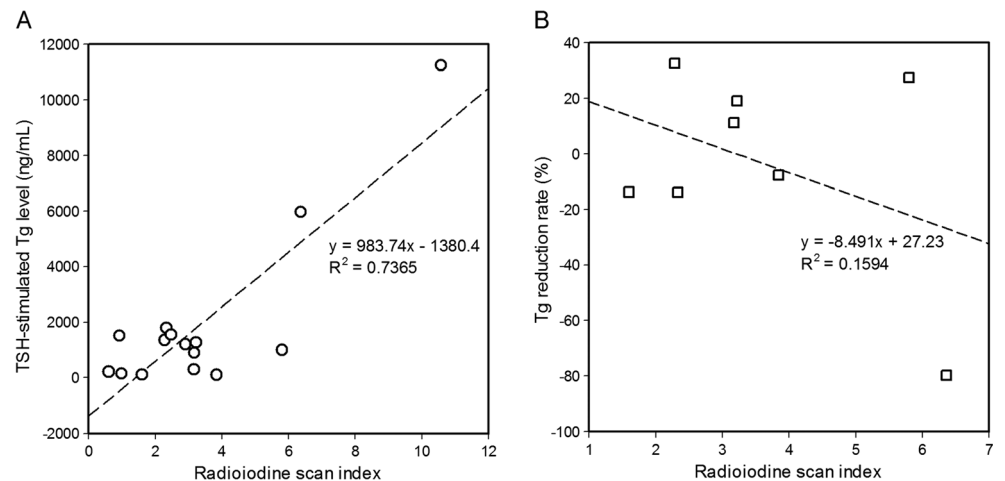 A
12000
10000
8000
6000
4000
2000
0
-2000
TSH-stimulated Tg level (ng/mL)
y = 983.74x - 1380.4
R² = 0.7365
0 2 4 6 8 10 12
Radioiodine scan index
B
40
20
0
-20
-40
-60
-80
-100
Tg reduction rate (%)
y = -8.491x + 27.23
R² = 0.1594
1 2 3 4 5 6 7
Radioiodine scan index